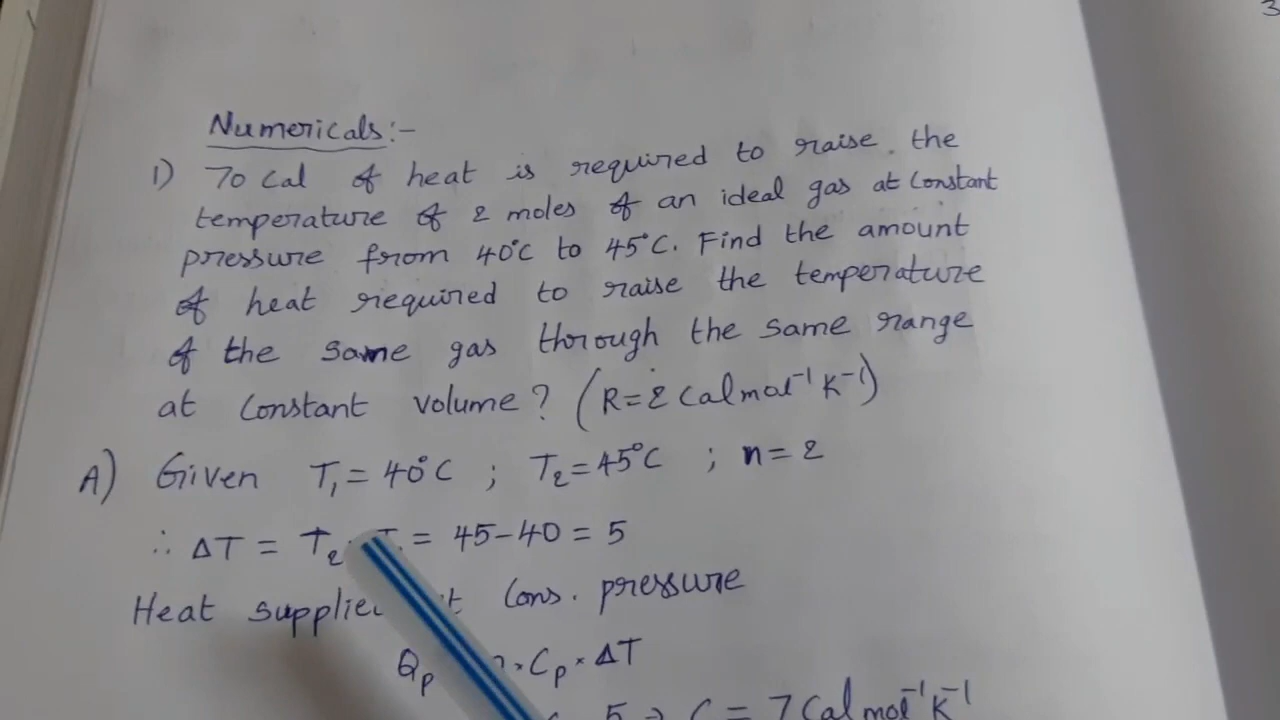 Numericals:-
1) 70 Cal of heat is required to raise the
temperature of 2 moles of an ideal gas at Constant
pressure from 40°C to 45°C. Find the amount
of heat required to raise the temperature
of the same gas through the same range
at Constant volume? (R=2 Cal mol⁻¹ K⁻¹)
A) Given T₁ = 40°C ; T₂ = 45°C ; n = 2
∴ ΔT = T₂ = 45-40 = 5
Heat Cons. pressure
Qp × Cp × ΔT
5 ⇒ C = 7 Cal mol⁻¹ K⁻¹
3